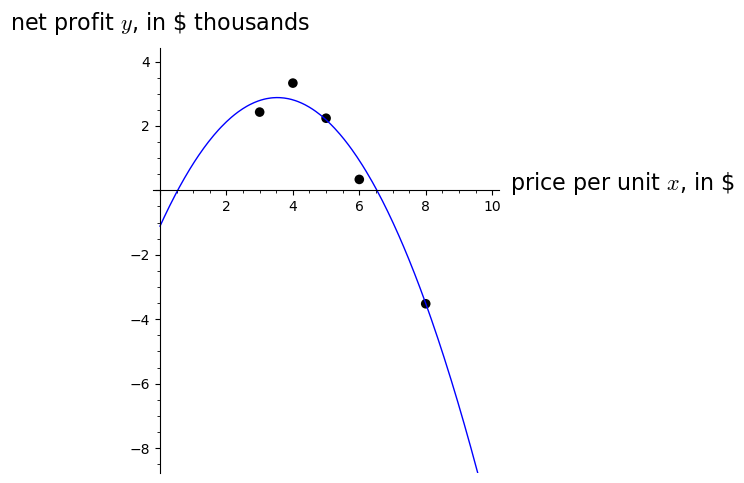 net profit y, in $ thousands
4
2
price per unit x, in $
2 4 6 8 10
−2
−4
−6
−8